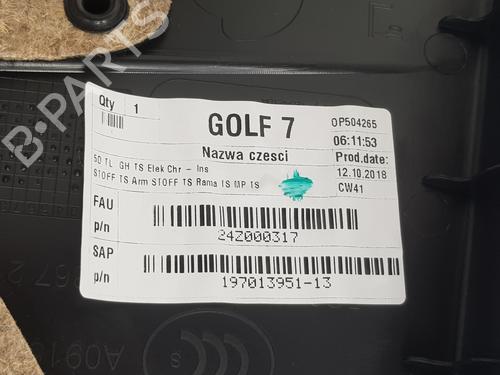 Qty 1
GOLF 7
OP504265
06:11:53
Nazwa czesci
Prod.date:
12.10.2018
CW41
5D TL GH TS Elek Chr - Ins
STOFF TS Arm STOFF TS Rama TS MP TS
FAU
p/n
24Z000317
SAP
p/n
197013951-13
B-PARTS
S